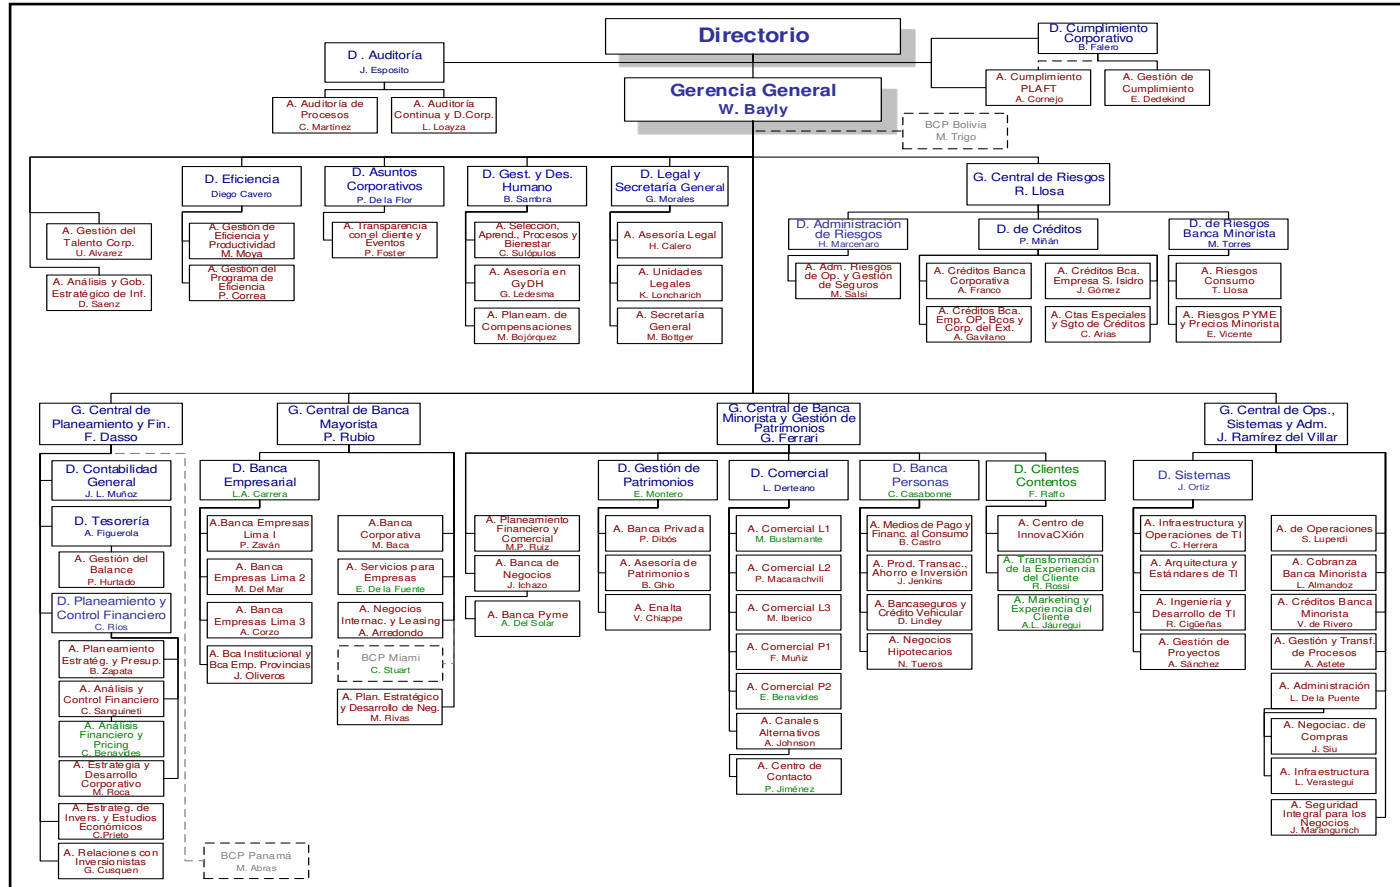 Directorio
D. Cumplimiento
Corporativo
B. Falero
D . Auditoría
J. Esposito
A. Cumplimiento
PLAFT
A. Cornejo
A. Gestión de
Cumplimiento
E. Dedekind
Gerencia General
W. Bayly
A. Auditoría de
Procesos
C. Martínez
A. Auditoría
Continua y D.Corp.
L. Loayza
BCP Bolivia
M. Trigo
D. Eficiencia
Diego Cavero
D. Asuntos
Corporativos
P. De la Flor
D. Gest. y Des.
Humano
B. Sambra
D. Legal y
Secretaría General
G. Morales
G. Central de Riesgos
R. Llosa
A. Gestión del
Talento Corp.
U. Alvarez
A. Análisis y Gob.
Estratégico de Inf.
D. Saenz
A. Gestión de
Eficiencia y
Productividad
M. Moya
A. Gestión del
Programa de
Eficiencia
P. Correa
A. Transparencia
con el cliente y
Eventos
P. Foster
A. Selección,
Aprend., Procesos y
Bienestar
C. Sulópulos
A. Asesoría en
GyDH
G. Ledesma
A. Planeam. de
Compensaciones
M. Bojórquez
A. Asesoría Legal
H. Calero
A. Unidades
Legales
K. Loncharich
A. Secretaría
General
M. Bottger
D. Administración
de Riesgos
H. Marcenaro
A. Adm. Riesgos
de Op. y Gestión
de Seguros
M. Salsi
D. de Créditos
P. Miñán
A. Créditos Banca
Corporativa
A. Franco
A. Créditos Bca.
Emp. OP, Bcos y
Corp. del Ext.
A. Gavilano
A. Créditos Bca.
Empresa S. Isidro
J. Gómez
A. Ctas Especiales
y Sgto de Créditos
C. Arias
D. de Riesgos
Banca Minorista
M. Torres
A. Riesgos
Consumo
T. Llosa
A. Riesgos PYME
y Precios Minorista
E. Vicente
G. Central de
Planeamiento y Fin.
F. Dasso
G. Central de Banca
Mayorista
P. Rubio
G. Central de Banca
Minorista y Gestión de
Patrimonios
G. Ferrari
G. Central de Ops.,
Sistemas y Adm.
J. Ramírez del Villar
D. Contabilidad
General
J. L. Muñoz
D. Tesorería
A. Figuerola
A. Gestión del
Balance
P. Hurtado
D. Planeamiento y
Control Financiero
C. Ríos
A. Planeamiento
Estratég. y Presup.
B. Zapata
A. Análisis y
Control Financiero
C. Sanguineti
A. Análisis
Financiero y
Pricing
C. Benavides
A. Estrategia y
Desarrollo
Corporativo
M. Roca
A. Estrateg. de
Invers. y Estudios
Económicos
C.Prieto
A. Relaciones con
Inversionistas
G. Cusquen
BCP Panamá
M. Abras
D. Banca
Empresarial
L.A. Carrera
A.Banca Empresas
Lima I
P. Zaván
A. Banca
Empresas Lima 2
M. Del Mar
A. Banca
Empresas Lima 3
A. Corzo
A. Bca Institucional y
Bca Emp. Provincias
J. Oliveros
A.Banca
Corporativa
M. Baca
A. Servicios para
Empresas
E. De la Fuente
A. Negocios
Internac. y Leasing
A. Arredondo
BCP Miami
C. Stuart
A. Plan. Estratégico
y Desarrollo de Neg.
M. Rivas
A. Planeamiento
Financiero y
Comercial
M.P. Ruiz
A. Banca de
Negocios
J. Ichazo
A. Banca Pyme
A. Del Solar
D. Gestión de
Patrimonios
E. Montero
A. Banca Privada
P. Dibós
A. Asesoría de
Patrimonios
B. Ghio
A. Enalta
V. Chiappe
D. Comercial
L. Derteano
A. Comercial L1
M. Bustamante
A. Comercial L2
P. Macarachvili
A. Comercial L3
M. Iberico
A. Comercial P1
F. Muñiz
A. Comercial P2
E. Benavides
A. Canales
Alternativos
A. Johnson
A. Centro de
Contacto
P. Jiménez
D. Banca
Personas
C. Casabonne
A. Medios de Pago y
Financ. al Consumo
B. Castro
A. Prod. Transac.,
Ahorro e Inversión
J. Jenkins
A. Bancaseguros y
Crédito Vehicular
D. Lindley
A. Negocios
Hipotecarios
N. Tueros
D. Clientes
Contentos
F. Raffo
A. Centro de
InnovaCXión
A. Transformación
de la Experiencia
del Cliente
R. Rossi
A. Marketing y
Experiencia del
Cliente
A.L. Jáuregui
D. Sistemas
J. Ortiz
A. Infraestructura y
Operaciones de TI
C. Herrera
A. Arquitectura y
Estándares de TI
A. Ingeniería y
Desarrollo de TI
R. Cigüeñas
A. Gestión de
Proyectos
A. Sánchez
A. de Operaciones
S. Luperdi
A. Cobranza
Banca Minorista
L. Almandoz
A. Créditos Banca
Minorista
V. de Rivero
A. Gestión y Transf.
de Procesos
A. Astete
A. Administración
L. De la Puente
A. Negociac. de
Compras
J. Siu
A. Infraestructura
L. Verastegui
A. Seguridad
Integral para los
Negocios
J. Marangunich